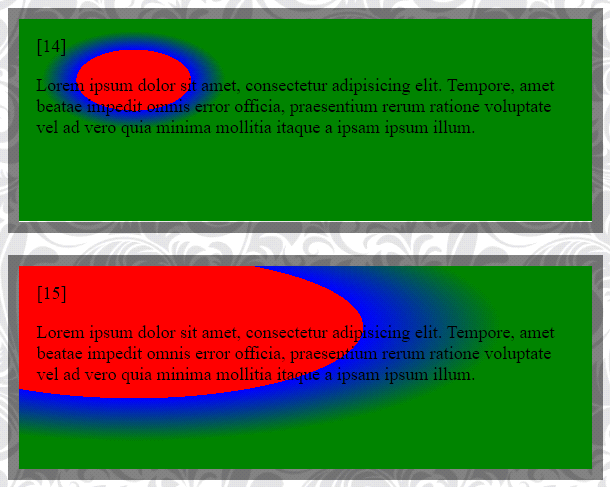 [14]
Lorem ipsum dolor sit amet, consectetur adipisicing elit. Tempore, amet
beatae impedit omnis error officia, praesentium rerum ratione voluptate
vel ad vero quia minima mollitia itaque a ipsam ipsum illum.
[15]
Lorem ipsum dolor sit amet, consectetur adipisicing elit. Tempore, amet
beatae impedit omnis error officia, praesentium rerum ratione voluptate
vel ad vero quia minima mollitia itaque a ipsam ipsum illum.